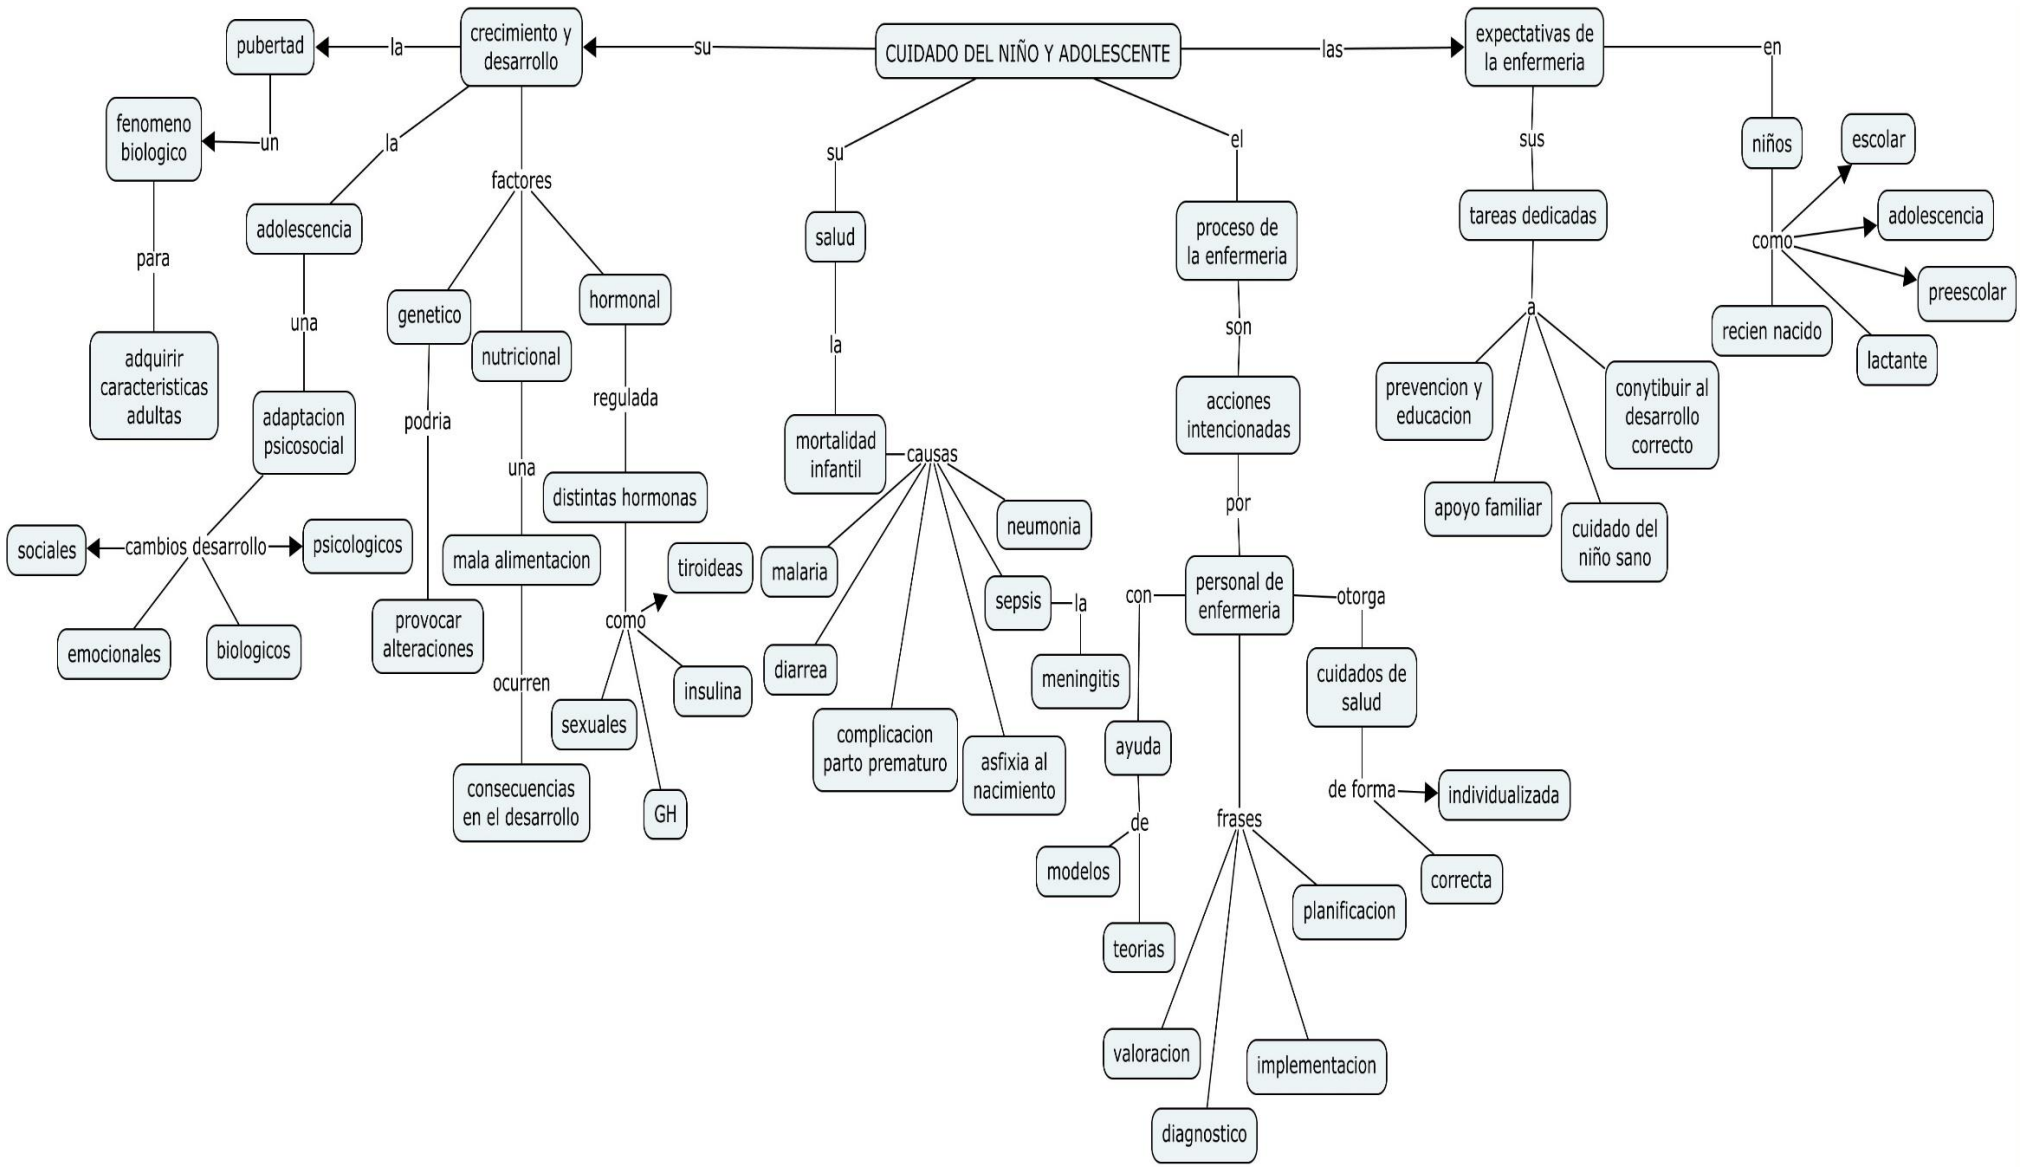 CUIDADO DEL NIÑO Y ADOLESCENTE
su
crecimiento y
desarrollo
la
pubertad
un
fenomeno
biologico
para
adquirir
caracteristicas
adultas
la
adolescencia
una
adaptacion
psicosocial
cambios desarrollo
sociales
psicologicos
emocionales
biologicos
factores
genetico
podria
provocar
alteraciones
nutricional
una
mala alimentacion
ocurren
consecuencias
en el desarrollo
hormonal
regulada
distintas hormonas
como
tiroideas
insulina
sexuales
GH
su
salud
la
mortalidad
infantil
causas
malaria
diarrea
complicacion
parto prematuro
asfixia al
nacimiento
sepsis
la
meningitis
neumonia
el
proceso de
la enfermeria
son
acciones
intencionadas
por
personal de
enfermeria
con
ayuda
de
modelos
teorias
frases
valoracion
diagnostico
implementacion
planificacion
otorga
cuidados de
salud
de forma
individualizada
correcta
las
expectativas de
la enfermeria
sus
tareas dedicadas
a
prevencion y
educacion
apoyo familiar
cuidado del
niño sano
conytibuir al
desarrollo
correcto
en
niños
como
escolar
adolescencia
preescolar
lactante
recien nacido